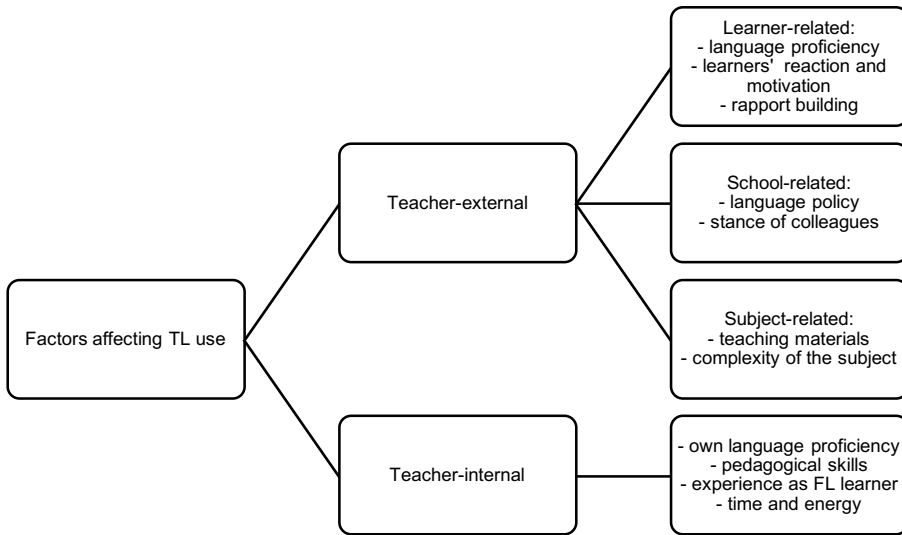 Factors affecting TL use
Teacher-external
Learner-related:
- language proficiency
- learners' reaction and
motivation
- rapport building
School-related:
- language policy
- stance of colleagues
Subject-related:
- teaching materials
- complexity of the subject
Teacher-internal
- own language proficiency
- pedagogical skills
- experience as FL learner
- time and energy